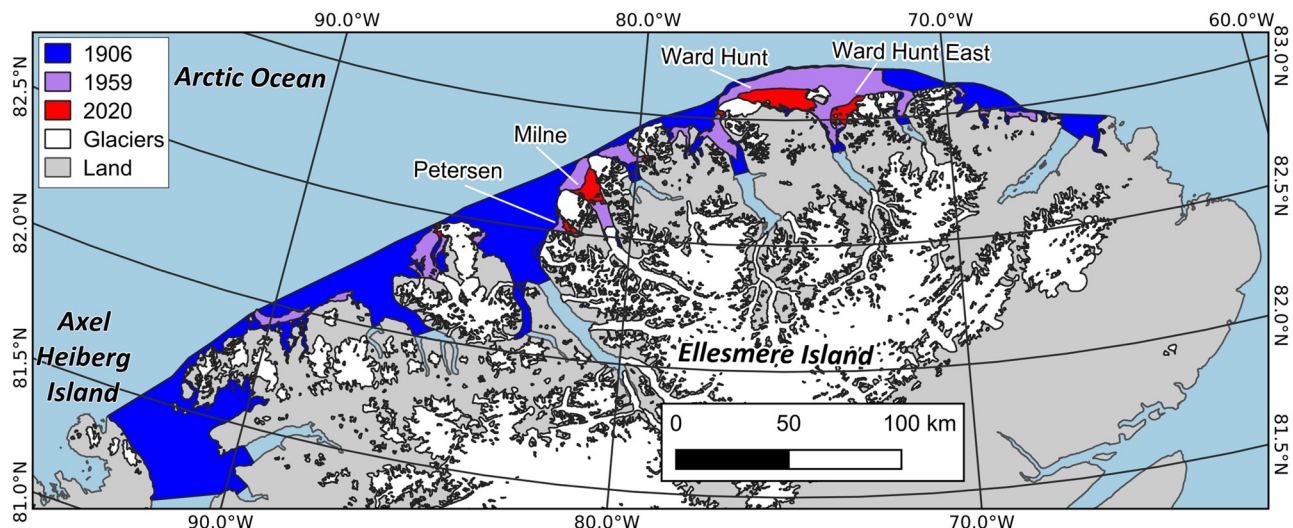 90.0°W
80.0°W
70.0°W
60.0°W
1906
1959
2020
Glaciers
Land
Arctic Ocean
Ward Hunt
Ward Hunt East
Milne
Petersen
Axel
Heiberg
Island
Ellesmere Island
0
50
100 km
82.5°N
82.0°N
81.5°N
81.0°N
83.0°N
82.5°N
82.0°N
81.5°N
90.0°W
80.0°W
70.0°W